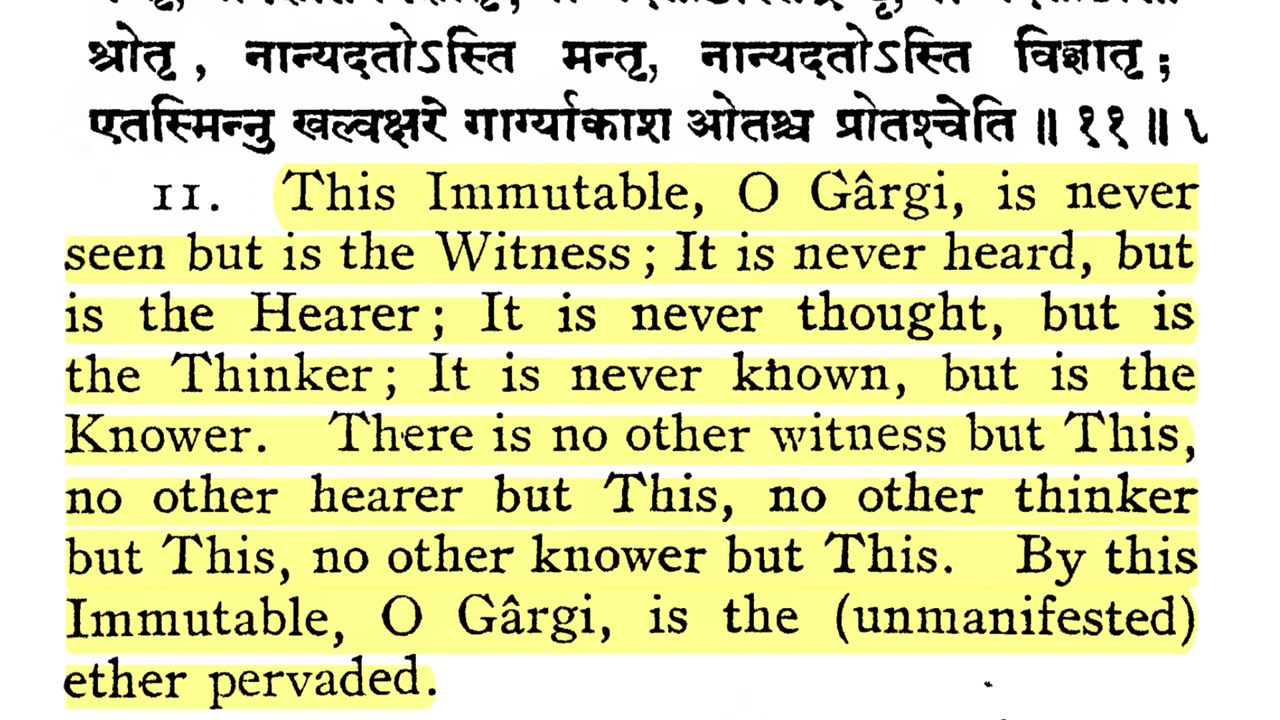 श्रोतृ, नान्यदतोऽस्ति मन्तृ, नान्यदतोऽस्ति विज्ञातृ;
एतस्मिन्नु खल्वक्षरे गार्ग्याकाश ओतश्च प्रोतश्चेति ॥ ११ ॥
11. This Immutable, O Gârgi, is never
seen but is the Witness; It is never heard, but
is the Hearer; It is never thought, but is
the Thinker; It is never known, but is the
Knower. There is no other witness but This,
no other hearer but This, no other thinker
but This, no other knower but This. By this
Immutable, O Gârgi, is the (unmanifested)
ether pervaded.